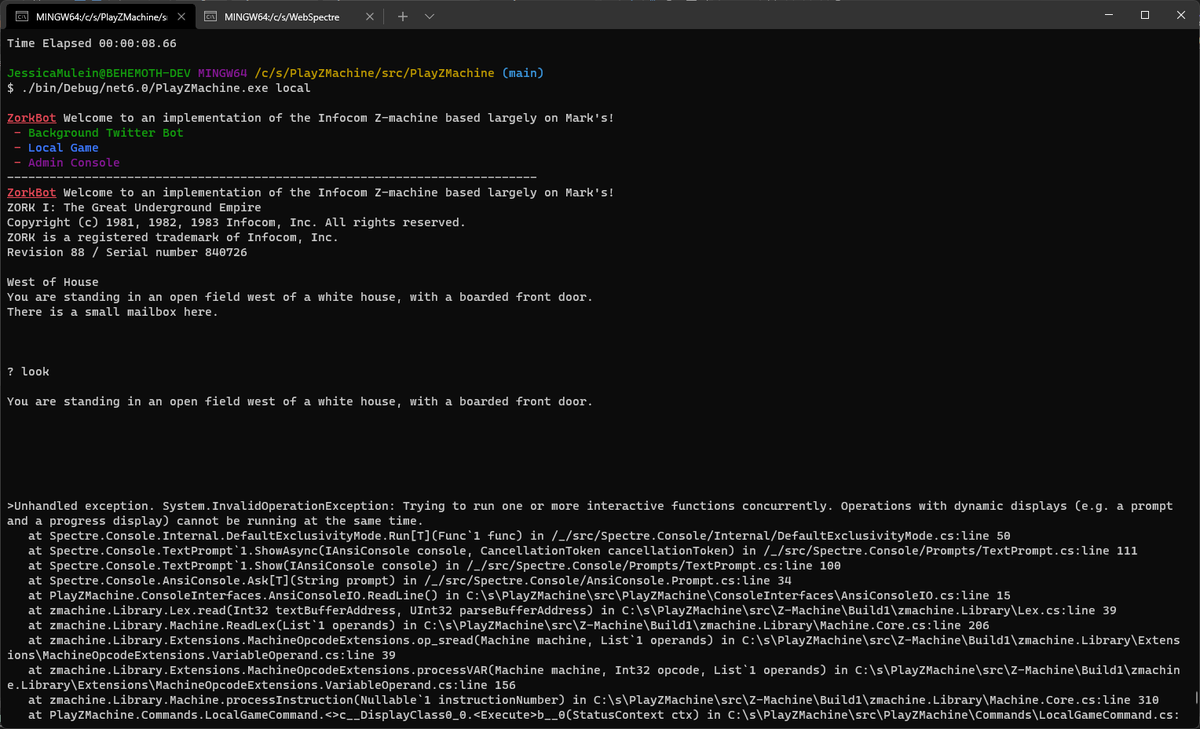 MINGW64:/c/s/PlayZMachine/s
MINGW64:/c/s/WebSpectre
Time Elapsed 00:00:08.66
JessicaMulein@BEHEMOTH-DEV MINGW64 /c/s/PlayZMachine/src/PlayZMachine (main)
$ ./bin/Debug/net6.0/PlayZMachine.exe local
ZorkBot Welcome to an implementation of the Infocom Z-machine based largely on Mark's!
- Background Twitter Bot
- Local Game
- Admin Console
---------------------------------------------------------------------------
ZorkBot Welcome to an implementation of the Infocom Z-machine based largely on Mark's!
ZORK I: The Great Underground Empire
Copyright (c) 1981, 1982, 1983 Infocom, Inc. All rights reserved.
ZORK is a registered trademark of Infocom, Inc.
Revision 88 / Serial number 840726
West of House
You are standing in an open field west of a white house, with a boarded front door.
There is a small mailbox here.
? look
You are standing in an open field west of a white house, with a boarded front door.
>Unhandled exception. System.InvalidOperationException: Trying to run one or more interactive functions concurrently. Operations with dynamic displays (e.g. a prompt
and a progress display) cannot be running at the same time.
at Spectre.Console.Internal.DefaultExclusivityMode.Run[T](Func`1 func) in /_/src/Spectre.Console/Internal/DefaultExclusivityMode.cs:line 50
at Spectre.Console.TextPrompt`1.ShowAsync(IAnsiConsole console, CancellationToken cancellationToken) in /_/src/Spectre.Console/Prompts/TextPrompt.cs:line 111
at Spectre.Console.TextPrompt`1.Show(IAnsiConsole console) in /_/src/Spectre.Console/Prompts/TextPrompt.cs:line 100
at Spectre.Console.AnsiConsole.Ask[T](String prompt) in /_/src/Spectre.Console/AnsiConsole.Prompt.cs:line 34
at PlayZMachine.ConsoleInterfaces.AnsiConsoleIO.ReadLine() in C:\s\PlayZMachine\src\PlayZMachine\ConsoleInterfaces\AnsiConsoleIO.cs:line 15
at zmachine.Library.Lex.read(Int32 textBufferAddress, UInt32 parseBufferAddress) in C:\s\PlayZMachine\src\Z-Machine\Build1\zmachine.Library\Lex.cs:line 39
at zmachine.Library.Machine.ReadLex(List`1 operands) in C:\s\PlayZMachine\src\Z-Machine\Build1\zmachine.Library\Machine.Core.cs:line 206
at zmachine.Library.Extensions.MachineOpcodeExtensions.op_sread(Machine machine, List`1 operands) in C:\s\PlayZMachine\src\Z-Machine\Build1\zmachine.Library\Extens
ions\MachineOpcodeExtensions.VariableOperand.cs:line 39
at zmachine.Library.Extensions.MachineOpcodeExtensions.processVAR(Machine machine, Int32 opcode, List`1 operands) in C:\s\PlayZMachine\src\Z-Machine\Build1\zmachin
e.Library\Extensions\MachineOpcodeExtensions.VariableOperand.cs:line 156
at zmachine.Library.Machine.processInstruction(Nullable`1 instructionNumber) in C:\s\PlayZMachine\src\Z-Machine\Build1\zmachine.Library\Machine.Core.cs:line 310
at PlayZMachine.Commands.LocalGameCommand.<>c__DisplayClass0_0.<Execute>b__0(StatusContext ctx) in C:\s\PlayZMachine\src\PlayZMachine\Commands\LocalGameCommand.cs: